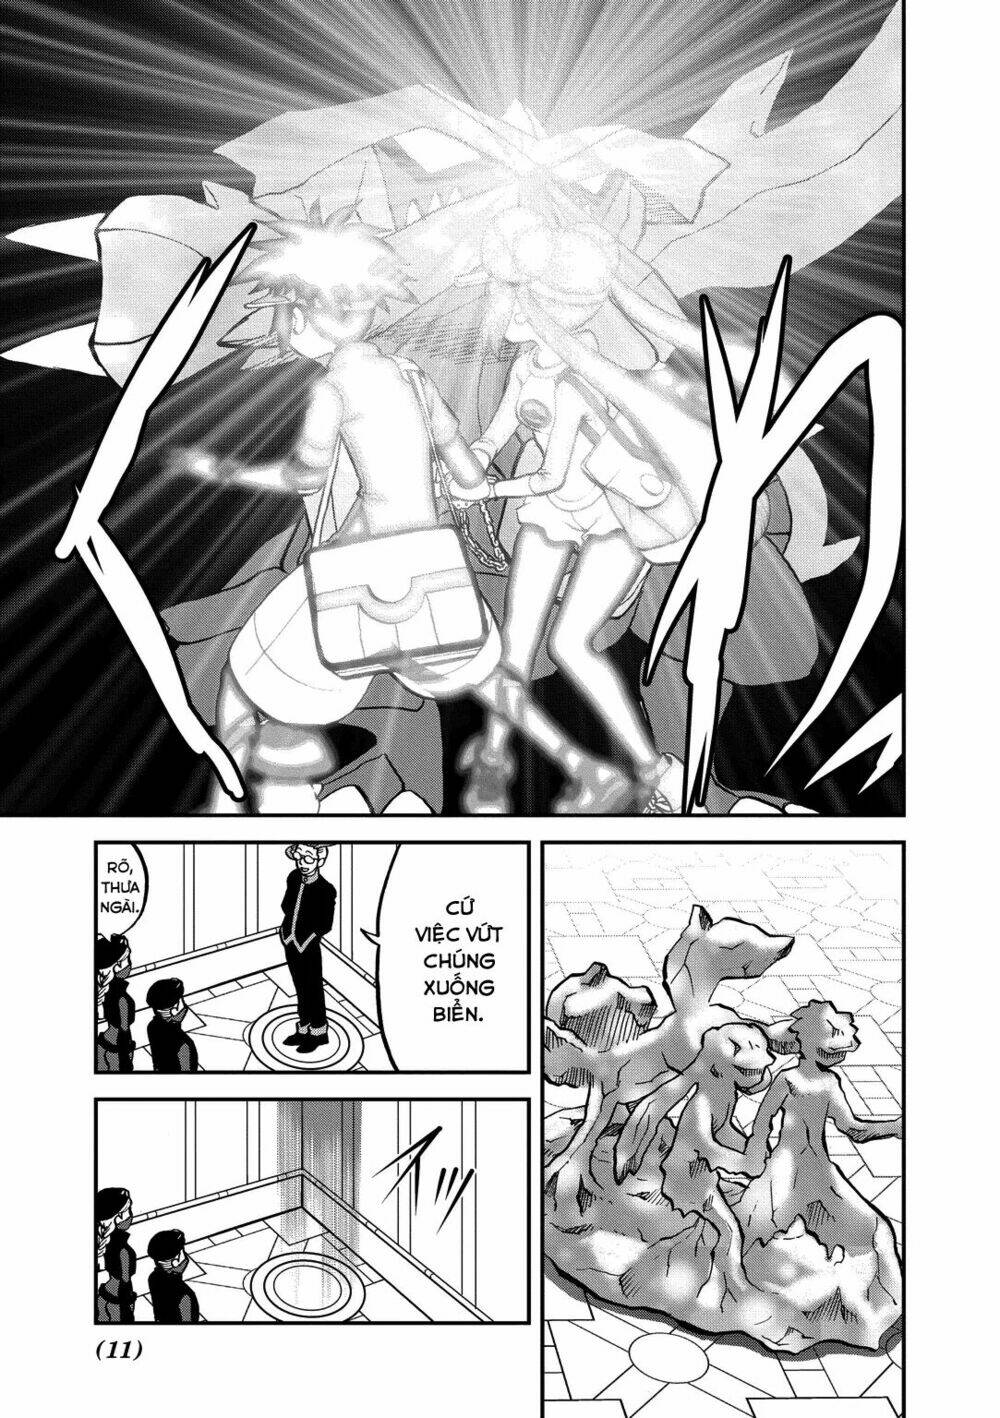 CỨ
VIỆC VỨT
CHÚNG
XUỐNG
BIỂN.
RÕ,
THƯA
NGÀI.
(11)